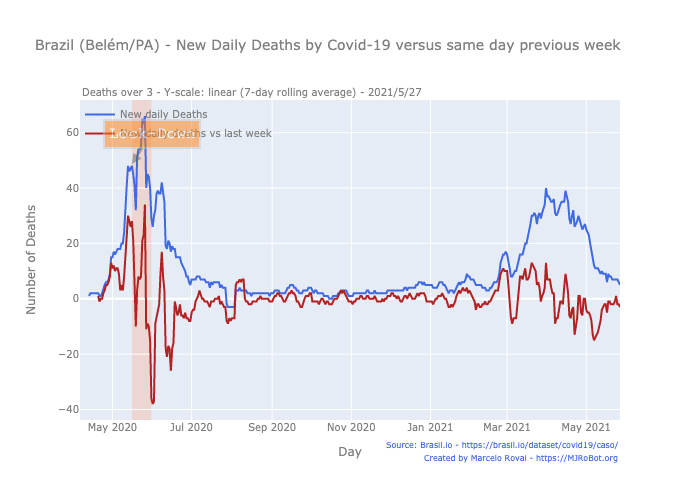 Brazil (Belém/PA) - New Daily Deaths by Covid-19 versus same day previous week
Deaths over 3 - Y-scale: linear (7-day rolling average) - 2021/5/27
New daily Deaths
New daily deaths vs last week
60
40
20
0
−20
−40
Number of Deaths
May 2020 Jul 2020 Sep 2020 Nov 2020 Jan 2021 Mar 2021 May 2021
Day
Source: Brasil.io - https://brasil.io/dataset/covid19/caso/
Created by Marcelo Rovai - https://MJRoBot.org